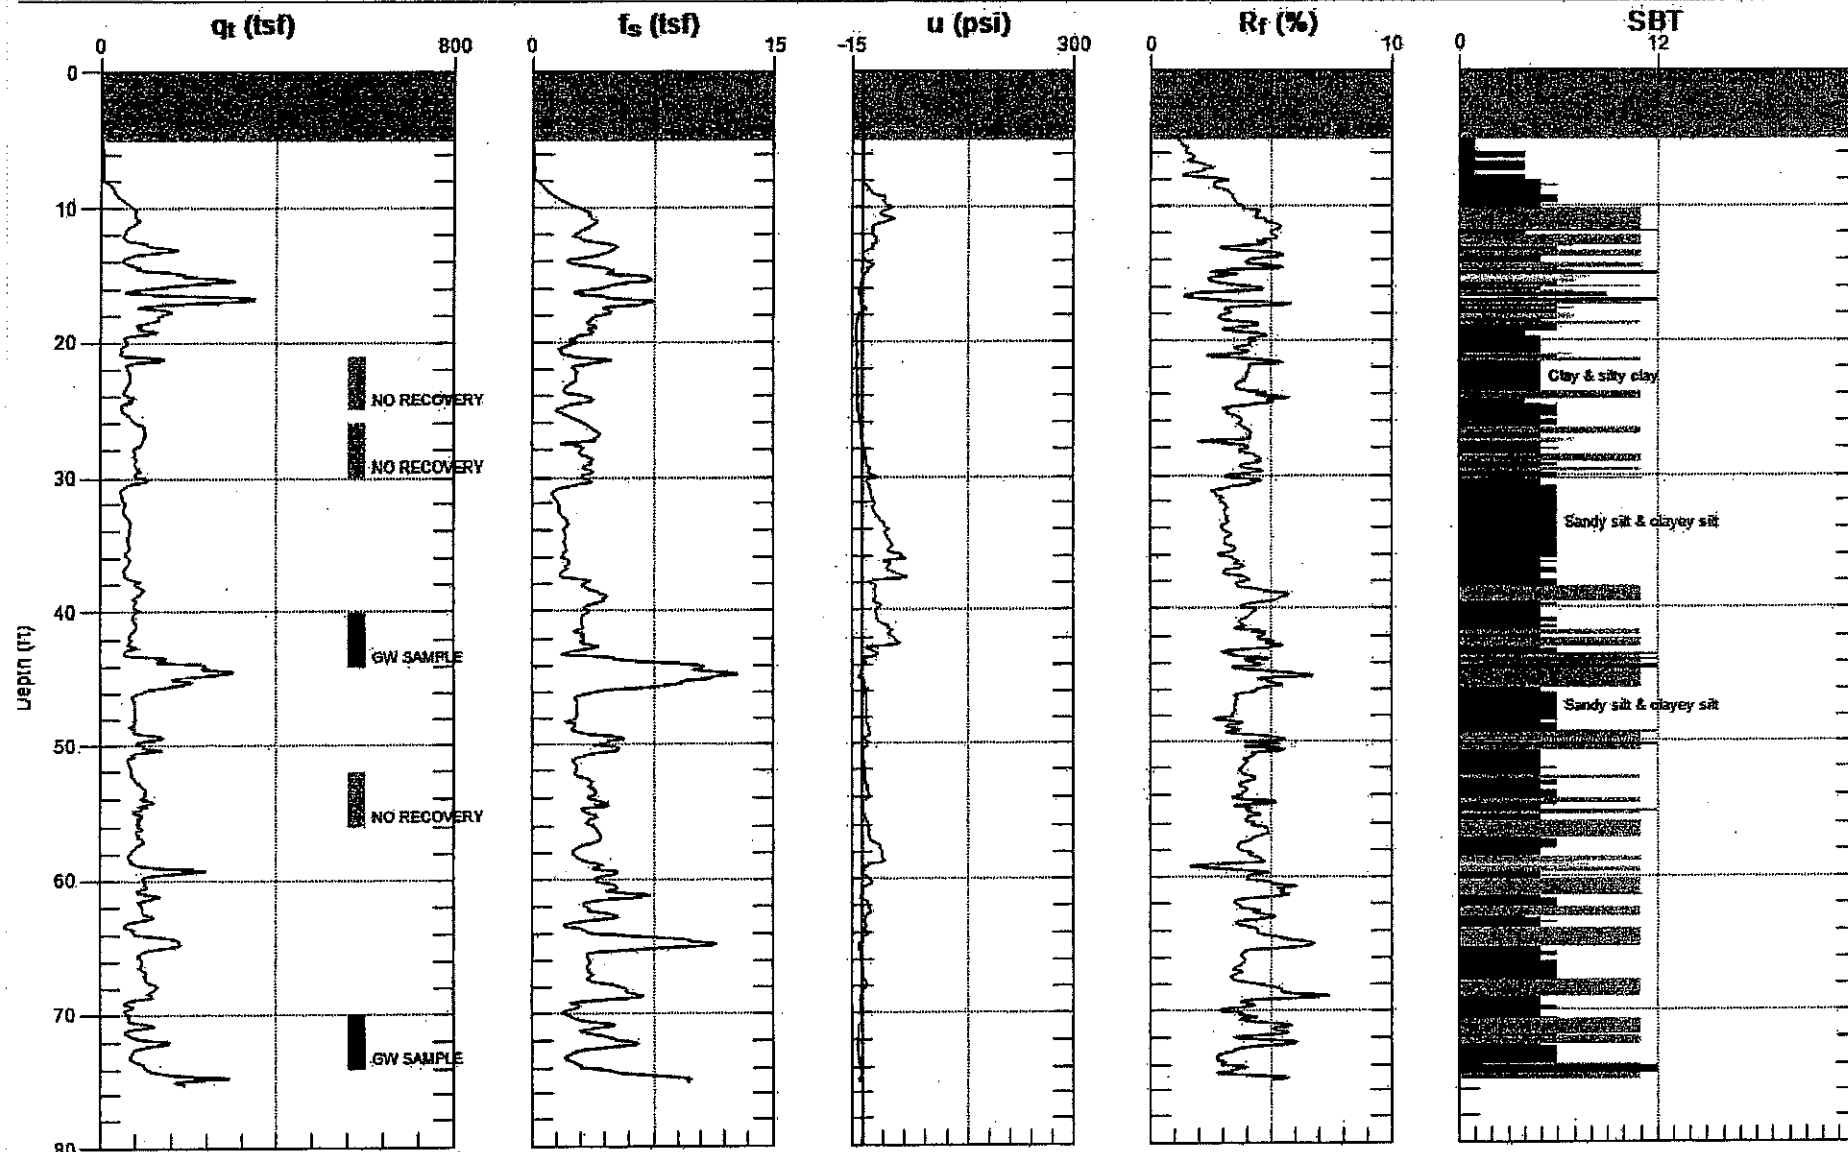 qt (tsf)
fs (tsf)
u (psi)
Rf (%)
SBT
0 800
0 15
-15 300
0 10
0 12
0
10
20
30
40
50
60
70
80
Depth (ft)
NO RECOVERY
NO RECOVERY
GW SAMPLE
NO RECOVERY
GW SAMPLE
Clay & silty clay
Sandy silt & clayey silt
Sandy silt & clayey silt